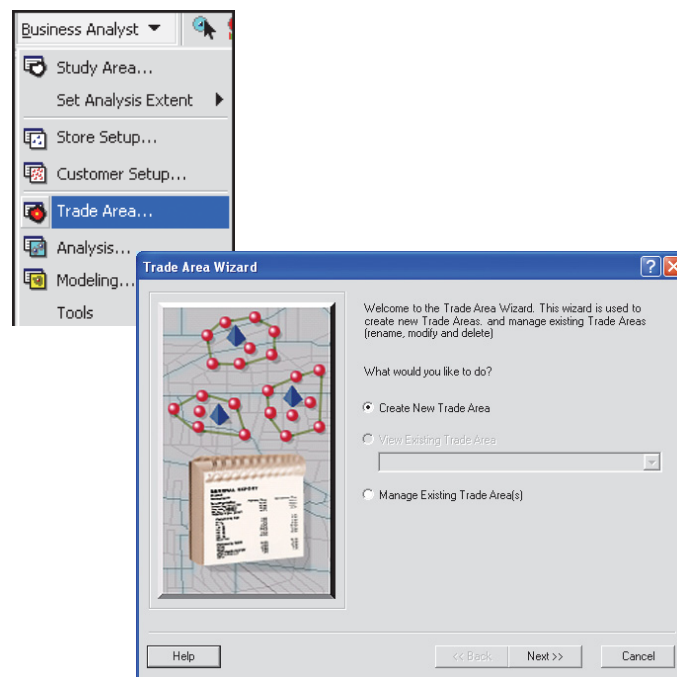 Business Analyst
Study Area...
Set Analysis Extent
Store Setup...
Customer Setup...
Trade Area...
Analysis...
Modeling...
Tools
Trade Area Wizard
Welcome to the Trade Area Wizard. This wizard is used to
create new Trade Areas. and manage existing Trade Areas
(rename, modify and delete)
What would you like to do?
Create New Trade Area
View Existing Trade Area
Manage Existing Trade Area(s)
Help
<< Back
Next >>
Cancel